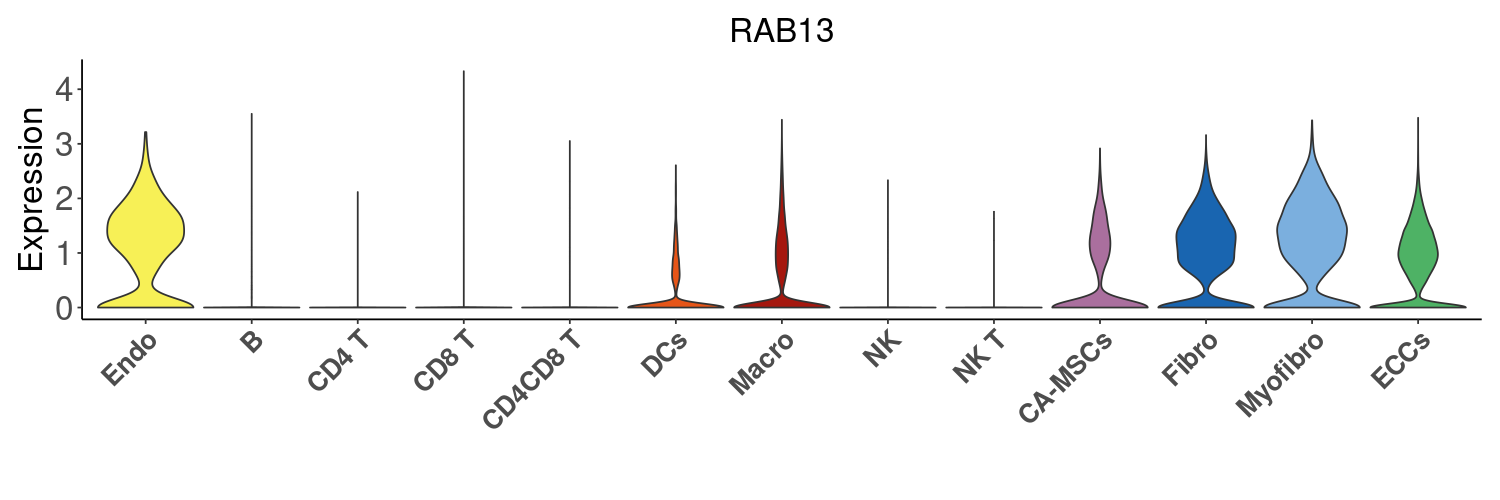 RAB13
Expression
4
3
2
1
0
Endo
B
CD4 T
CD8 T
CD4CD8 T
DCs
Macro
NK
NK T
CA-MSCs
Fibro
Myofibro
ECCs